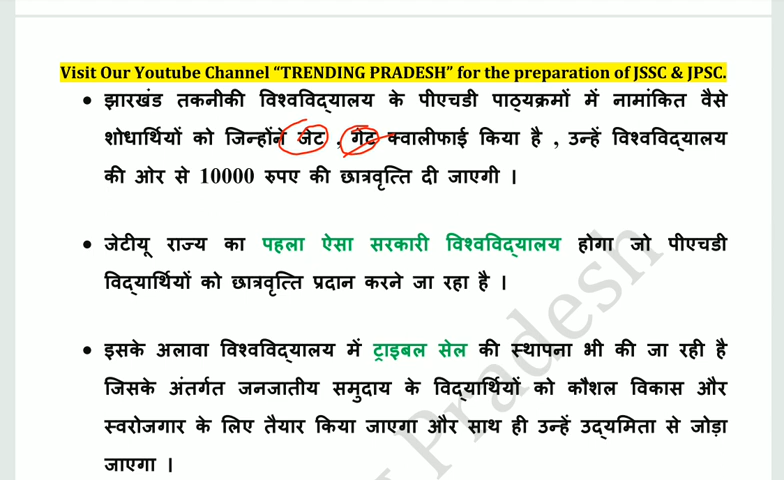 Visit Our Youtube Channel “TRENDING PRADESH” for the preparation of JSSC & JPSC.
• झारखंड तकनीकी विश्वविद्यालय के पीएचडी पाठ्यक्रमों में नामांकित वैसे
शोधार्थियों को जिन्होंने जेट , गेट क्वालीफाई किया है , उन्हें विश्वविद्यालय
की ओर से 10000 रुपए की छात्रवृत्ति दी जाएगी ।
• जेटीयू राज्य का पहला ऐसा सरकारी विश्वविद्यालय होगा जो पीएचडी
विद्यार्थियों को छात्रवृत्ति प्रदान करने जा रहा है ।
• इसके अलावा विश्वविद्यालय में ट्राइबल सेल की स्थापना भी की जा रही है
जिसके अंतर्गत जनजातीय समुदाय के विद्यार्थियों को कौशल विकास और
स्वरोजगार के लिए तैयार किया जाएगा और साथ ही उन्हें उद्यमिता से जोड़ा
जाएगा ।
Pradesh